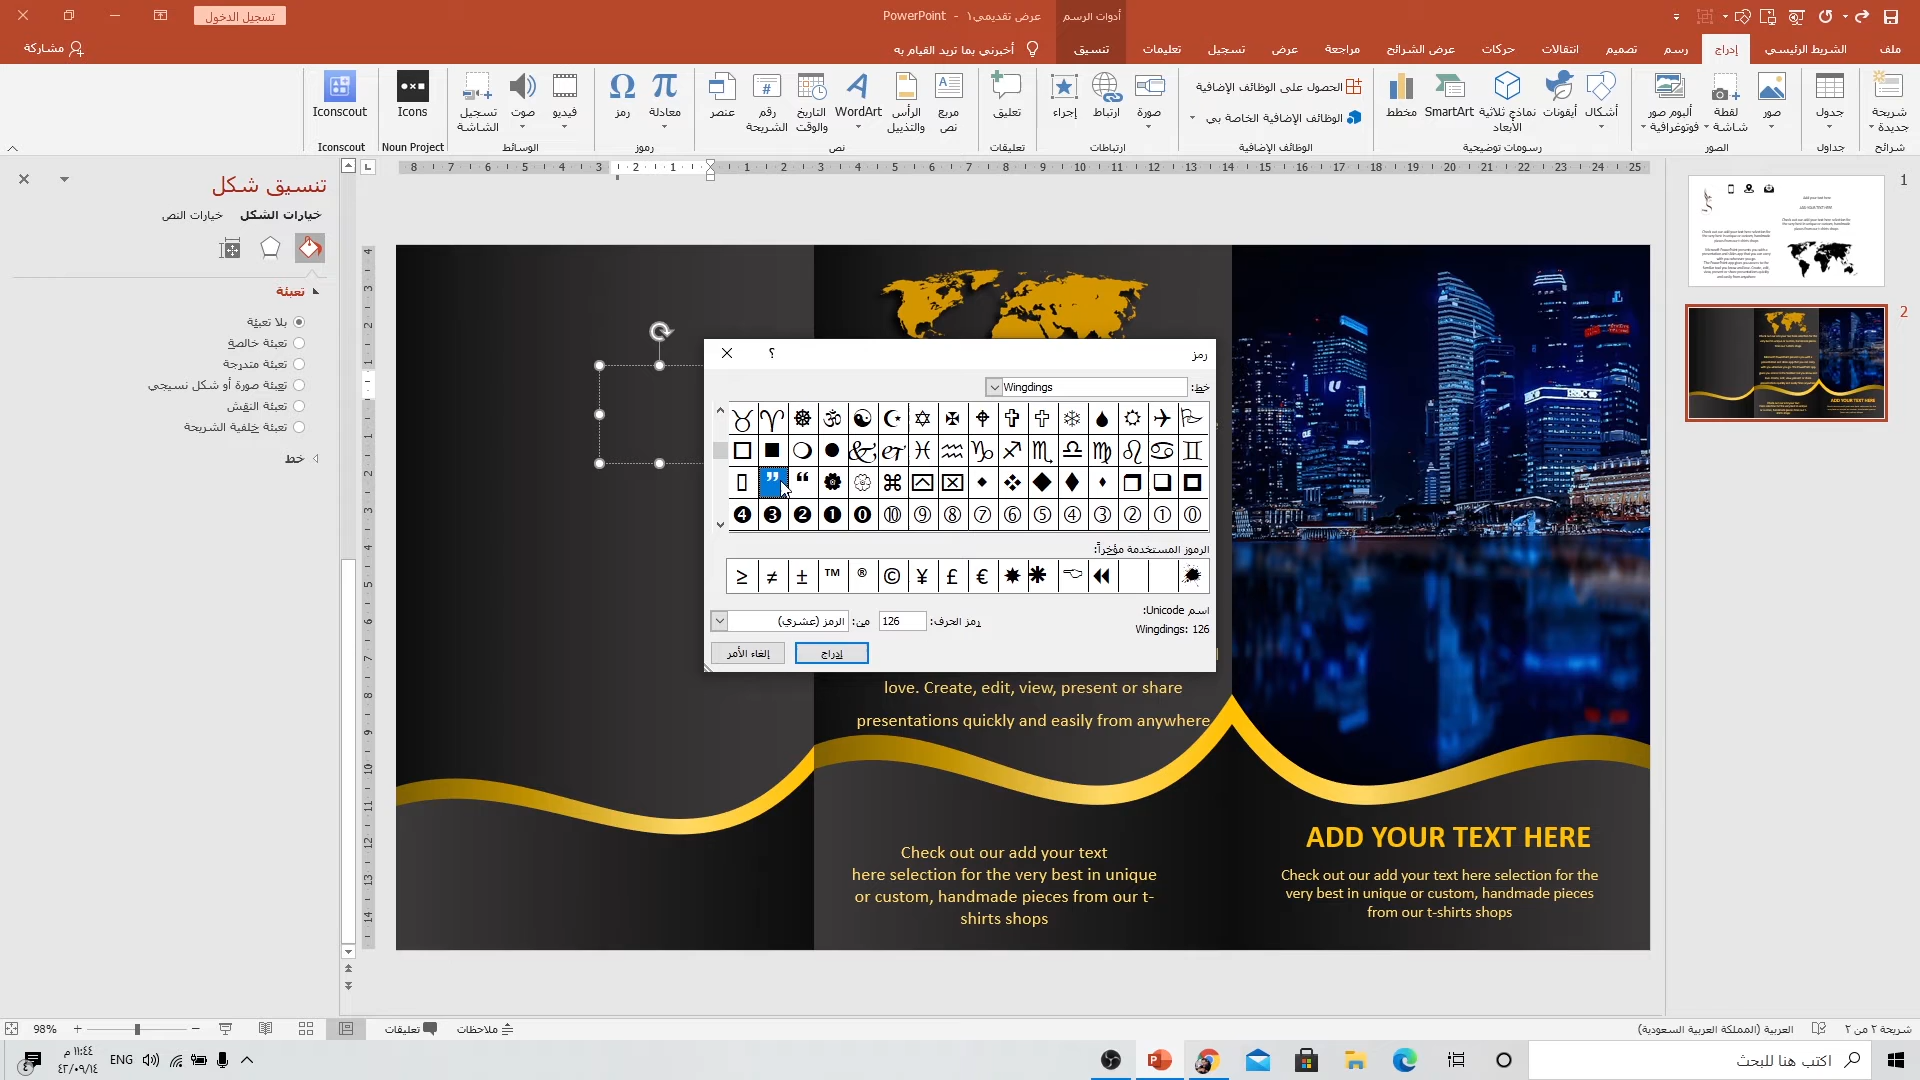 تسجيل الدخول
عرض تقديمي١ - PowerPoint
أدوات الرسم
ملف
الشريط الرئيسي
إدراج
رسم
تصميم
انتقالات
حركات
عرض الشرائح
مراجعة
عرض
تسجيل
تعليمات
تنسيق
أخبرني بما تريد القيام به
مشاركة
شريحة
جديدة
جدول
صور
لقطة
شاشة
ألبوم صور
فوتوغرافية
أشكال
أيقونات
نماذج ثلاثية
الأبعاد
SmartArt
مخطط
الحصول على الوظائف الإضافية
الوظائف الإضافية الخاصة بي
صورة
ارتباط
إجراء
تعليق
مربع
نص
الرأس
والتذييل
WordArt
التاريخ
والوقت
رقم
الشريحة
عنصر
معادلة
رمز
فيديو
صوت
تسجيل
الشاشة
Icons
Iconscout
شرائح
جداول
الصور
رسومات توضيحية
الوظائف الإضافية
ارتباطات
تعليقات
نص
رموز
الوسائط
Noun Project
Iconscout
تنسيق شكل
خيارات الشكل
خيارات النص
تعبئة
بلا تعبئة
تعبئة خالصة
تعبئة متدرجة
تعبئة صورة أو شكل نسيجي
تعبئة النقش
تعبئة خلفية الشريحة
خط
رمز
؟
خط:
Wingdings
الرموز المستخدمة مؤخراً:
≥ ≠ ± ™ ® © ¥ £ €
اسم Unicode:
Wingdings: 126
رمز الحرف:
126
من:
الرمز (عشري)
إدراج
إلغاء الأمر
love. Create, edit, view, present or share
presentations quickly and easily from anywhere
Check out our add your text
here selection for the very best in unique
or custom, handmade pieces from our t-
shirts shops
ADD YOUR TEXT HERE
Check out our add your text here selection for the
very best in unique or custom, handmade pieces
from our t-shirts shops
1
2
شريحة ٢ من ٢
العربية (المملكة العربية السعودية)
ملاحظات
تعليقات
98%
اكتب هنا للبحث
ENG
١١:٤٤ م
٤٢/٠٩/١٤